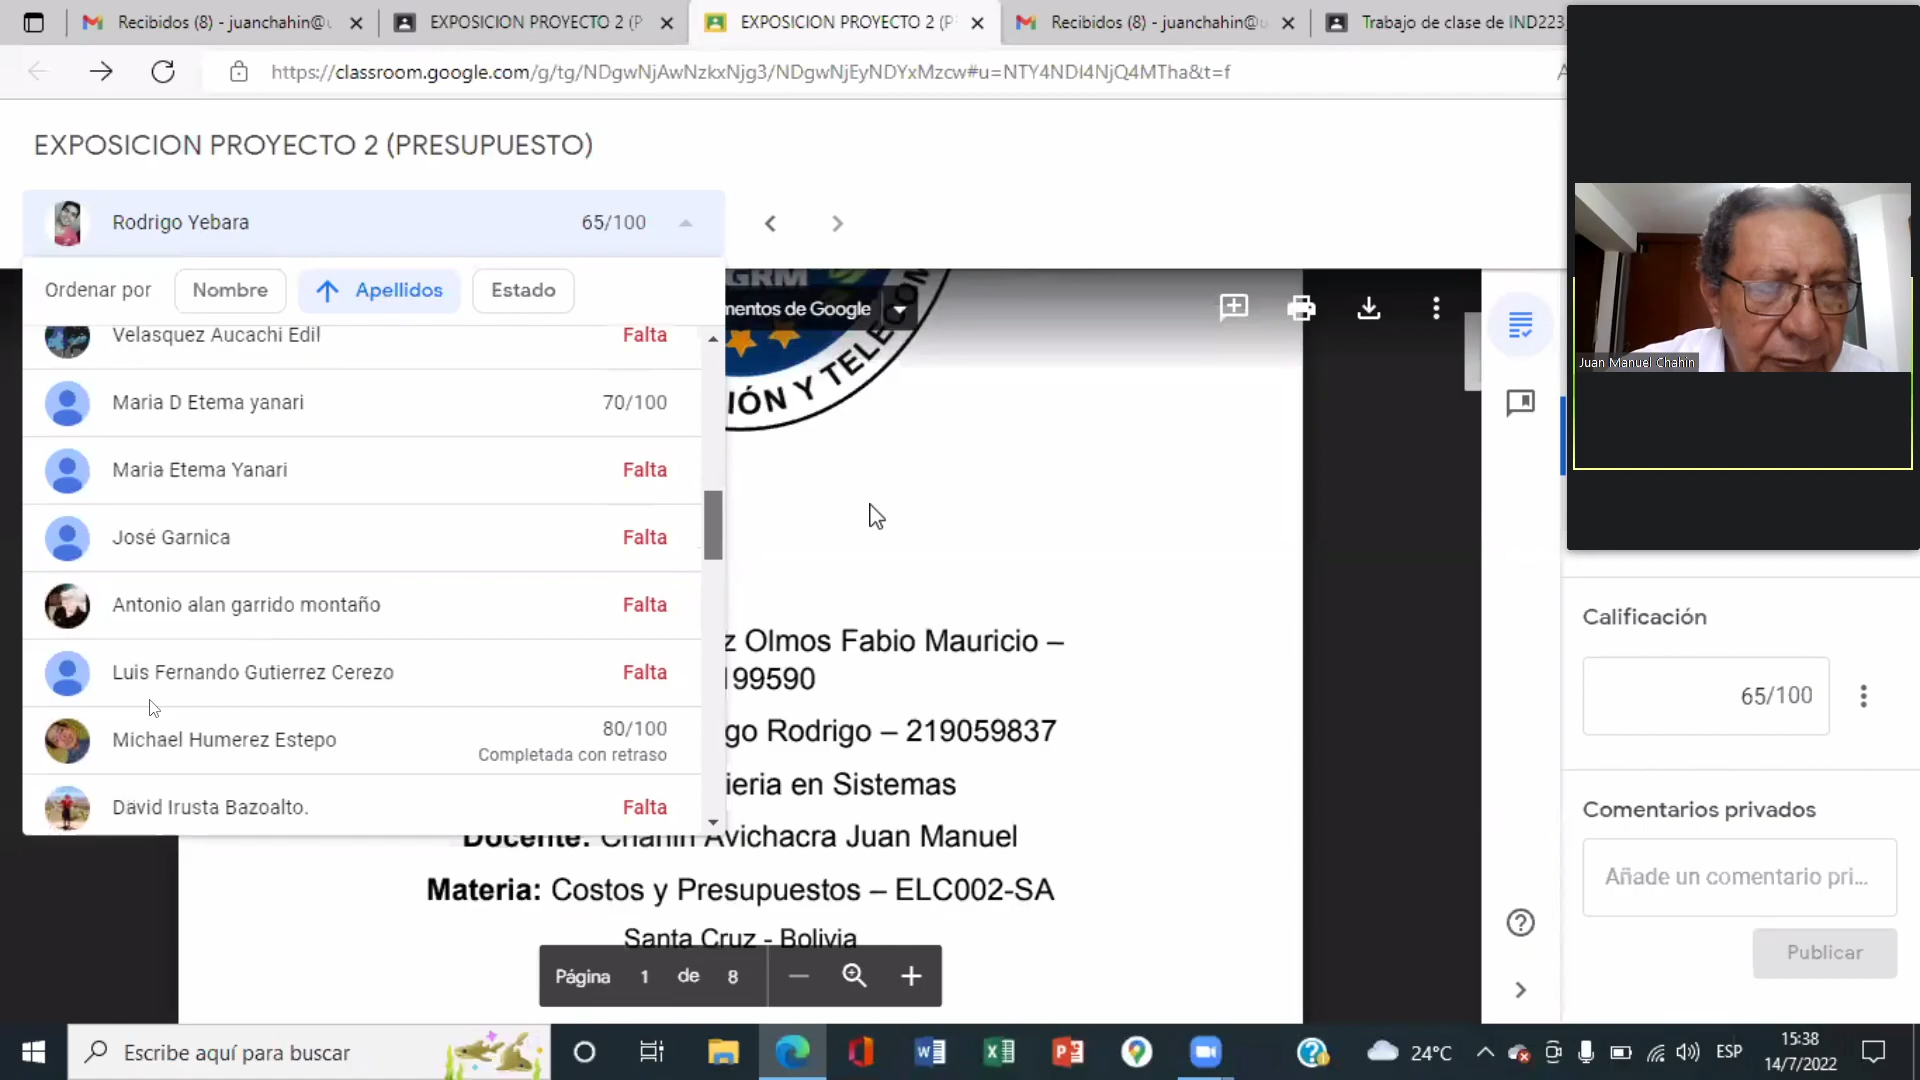 Recibidos (8) - juanchahin@u
EXPOSICION PROYECTO 2 (P
EXPOSICION PROYECTO 2 (P
Recibidos (8) - juanchahin@u
Trabajo de clase de IND223
https://classroom.google.com/g/tg/NDgwNjAwNzkxNjg3/NDgwNjEyNDYxMzcw#u=NTY4NDI4NjQ4MTha&t=f
EXPOSICION PROYECTO 2 (PRESUPUESTO)
Rodrigo Yebara 65/100
Ordenar por Nombre Apellidos Estado
Velasquez Aucachi Edil Falta
Maria D Etema yanari 70/100
Maria Etema Yanari Falta
José Garnica Falta
Antonio alan garrido montaño Falta
Luis Fernando Gutierrez Cerezo Falta
Michael Humerez Estepo 80/100
Completada con retraso
David Irusta Bazoalto. Falta
GRM
mentos de Google
IÓN Y TELECOM
z Olmos Fabio Mauricio –
199590
go Rodrigo – 219059837
ieria en Sistemas
Docente: Chahin Avichacra Juan Manuel
Materia: Costos y Presupuestos – ELC002-SA
Santa Cruz - Bolivia
Página 1 de 8
Juan Manuel Chahin
Calificación
65/100
Comentarios privados
Añade un comentario pri...
Publicar
Escribe aquí para buscar
24°C
ESP
15:38
14/7/2022